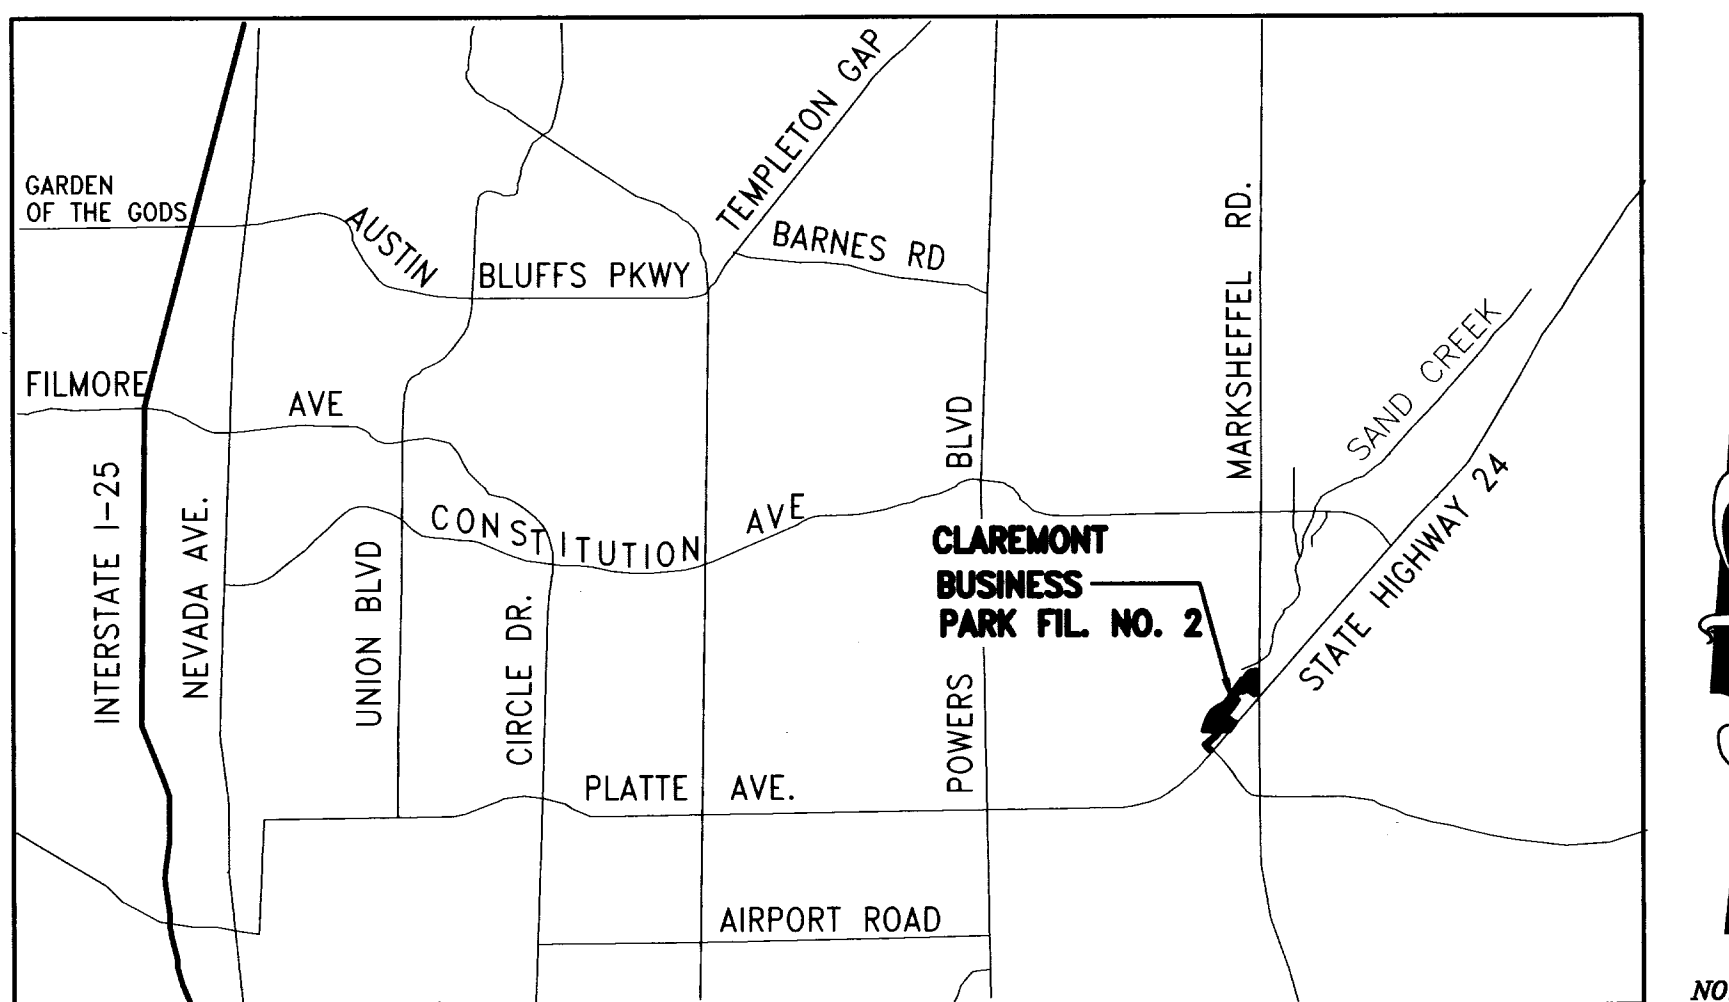 TEMPLETON GAP
GARDEN
OF THE GODS
AUSTIN
BLUFFS PKWY
BARNES RD
MARKSHEFFEL RD.
SAND CREEK
FILMORE
AVE
INTERSTATE I-25
NEVADA AVE.
UNION BLVD
CIRCLE DR.
CONSTITUTION
AVE
POWERS BLVD
CLAREMONT
BUSINESS
PARK FIL. NO. 2
STATE HIGHWAY 24
PLATTE AVE.
AIRPORT ROAD
NO